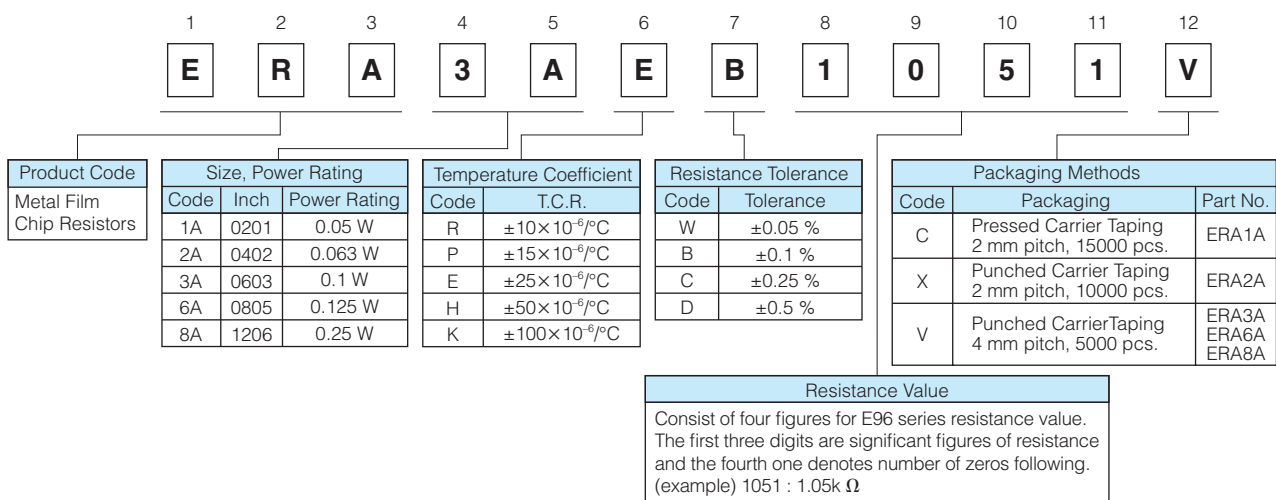 1 2 3 4 5 6 7 8 9 10 11 12
E R A 3 A E B 1 0 5 1 V
Product Code
Metal Film
Chip Resistors
Size, Power Rating
Code Inch Power Rating
1A 0201 0.05 W
2A 0402 0.063 W
3A 0603 0.1 W
6A 0805 0.125 W
8A 1206 0.25 W
Temperature Coefficient
Code T.C.R.
R ±10×10⁻⁶/°C
P ±15×10⁻⁶/°C
E ±25×10⁻⁶/°C
H ±50×10⁻⁶/°C
K ±100×10⁻⁶/°C
Resistance Tolerance
Code Tolerance
W ±0.05 %
B ±0.1 %
C ±0.25 %
D ±0.5 %
Packaging Methods
Code Packaging Part No.
C Pressed Carrier Taping
2 mm pitch, 15000 pcs. ERA1A
X Punched Carrier Taping
2 mm pitch, 10000 pcs. ERA2A
V Punched CarrierTaping
4 mm pitch, 5000 pcs. ERA3A
ERA6A
ERA8A
Resistance Value
Consist of four figures for E96 series resistance value.
The first three digits are significant figures of resistance
and the fourth one denotes number of zeros following.
(example) 1051 : 1.05k Ω